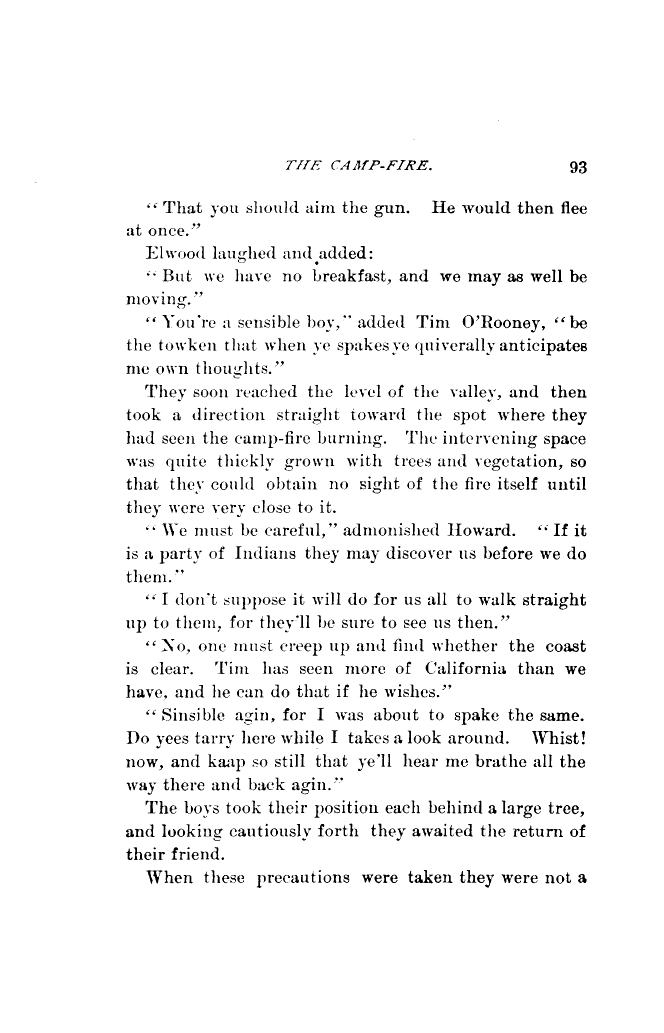 THE CAMP-FIRE. 93
“That you should aim the gun. He would then flee
at once.”
Elwood laughed and added:
“But we have no breakfast, and we may as well be
moving.”
“You're a sensible boy,” added Tim O'Rooney, “be
the towken that when ye spakes ye quiverally anticipates
me own thoughts.”
They soon reached the level of the valley, and then
took a direction straight toward the spot where they
had seen the camp-fire burning. The intervening space
was quite thickly grown with trees and vegetation, so
that they could obtain no sight of the fire itself until
they were very close to it.
“We must be careful,” admonished Howard. “If it
is a party of Indians they may discover us before we do
them.”
“I don't suppose it will do for us all to walk straight
up to them, for they'll be sure to see us then.”
“No, one must creep up and find whether the coast
is clear. Tim has seen more of California than we
have, and he can do that if he wishes.”
“Sinsible agin, for I was about to spake the same.
Do yees tarry here while I takes a look around. Whist!
now, and kaap so still that ye'll hear me brathe all the
way there and back agin.”
The boys took their position each behind a large tree,
and looking cautiously forth they awaited the return of
their friend.
When these precautions were taken they were not a